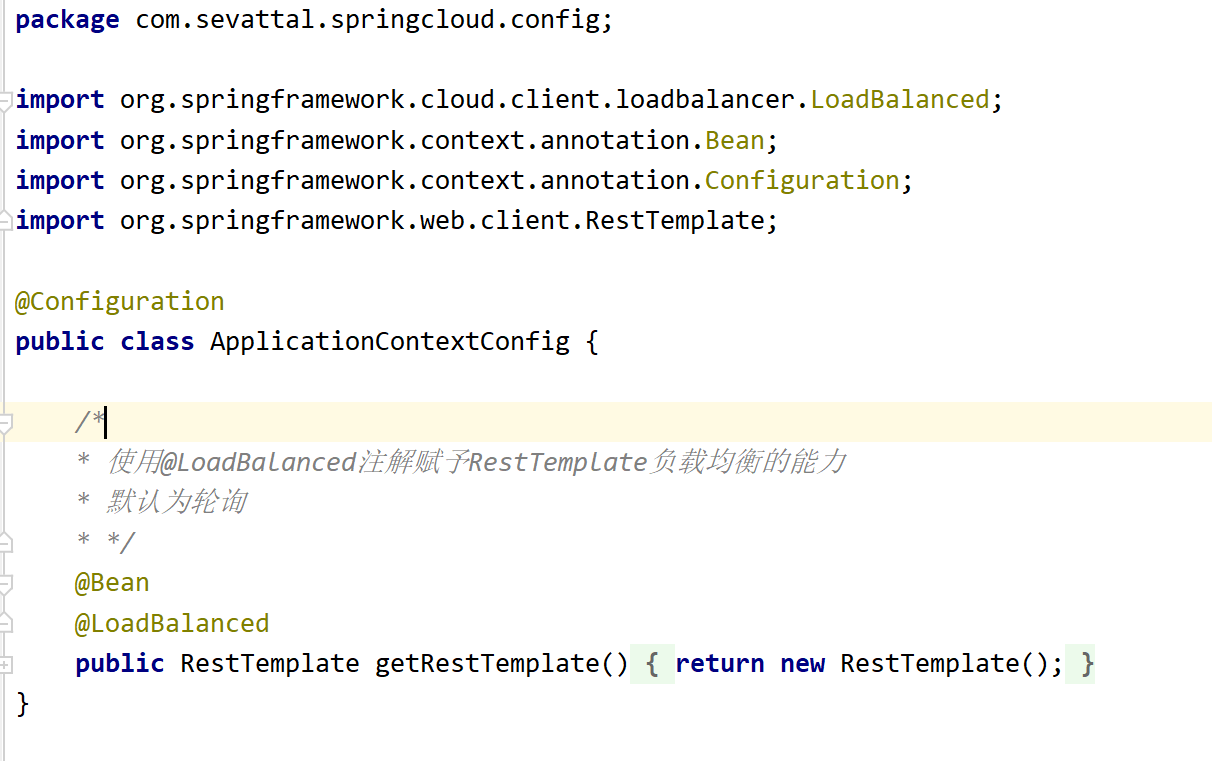 package com.sevattal.springcloud.config;
import org.springframework.cloud.client.loadbalancer.LoadBalanced;
import org.springframework.context.annotation.Bean;
import org.springframework.context.annotation.Configuration;
import org.springframework.web.client.RestTemplate;
@Configuration
public class ApplicationContextConfig {
/*
* 使用@LoadBalanced注解赋予RestTemplate负载均衡的能力
* 默认为轮询
* */
@Bean
@LoadBalanced
public RestTemplate getRestTemplate() { return new RestTemplate(); }
}